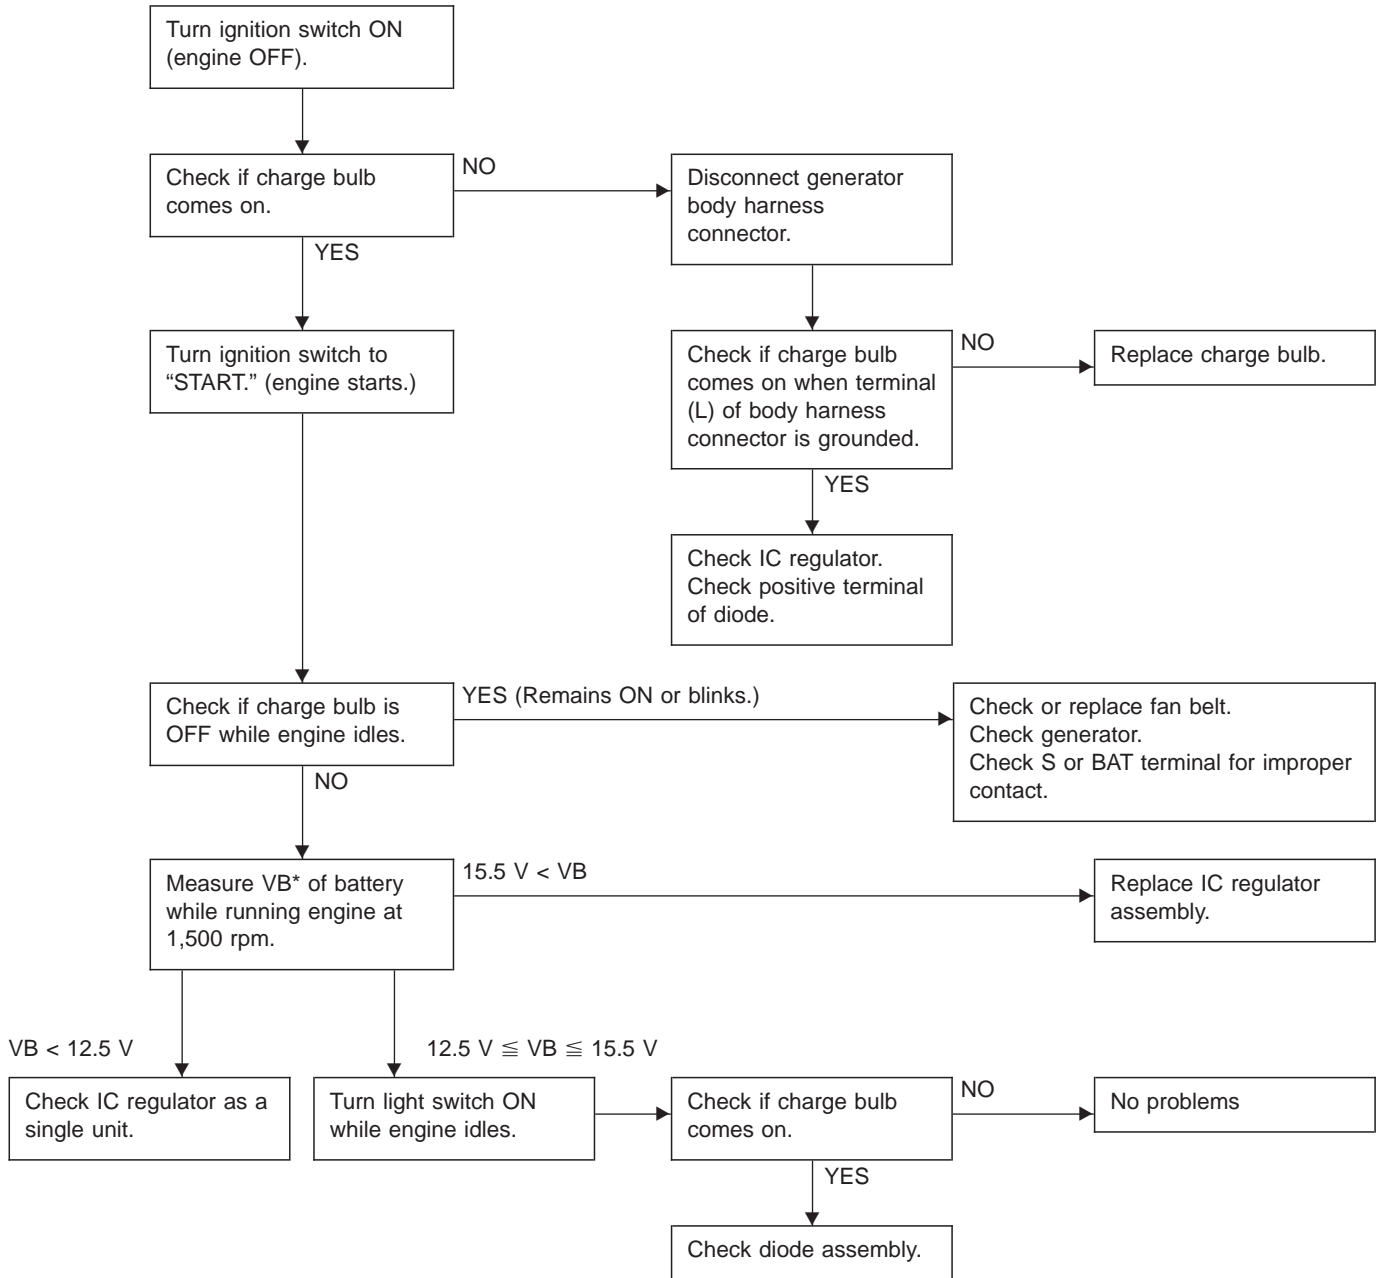 Turn ignition switch ON
(engine OFF).
Check if charge bulb
comes on.
NO
Disconnect generator
body harness
connector.
YES
Turn ignition switch to
“START.” (engine starts.)
Check if charge bulb
comes on when terminal
(L) of body harness
connector is grounded.
NO
Replace charge bulb.
YES
Check IC regulator.
Check positive terminal
of diode.
Check if charge bulb is
OFF while engine idles.
YES (Remains ON or blinks.)
Check or replace fan belt.
Check generator.
Check S or BAT terminal for improper
contact.
NO
Measure VB* of battery
while running engine at
1,500 rpm.
15.5 V < VB
Replace IC regulator
assembly.
VB < 12.5 V
12.5 V ≦ VB ≦ 15.5 V
Check IC regulator as a
single unit.
Turn light switch ON
while engine idles.
Check if charge bulb
comes on.
NO
No problems
YES
Check diode assembly.